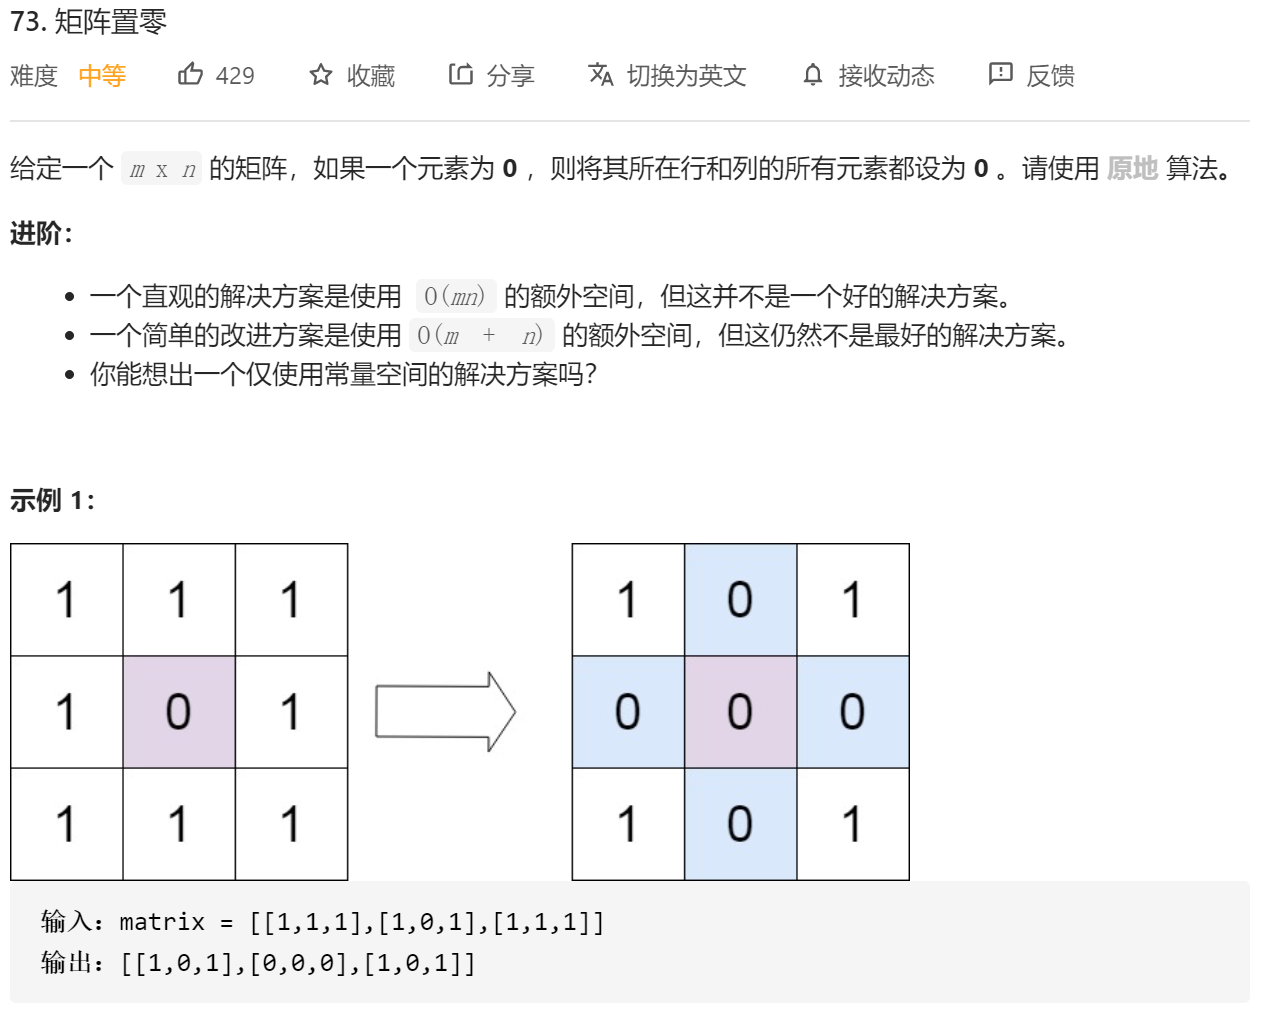 73. 矩阵置零
难度 中等 429 收藏 分享 切换为英文 接收动态 反馈
给定一个 m x n 的矩阵，如果一个元素为 0 ，则将其所在行和列的所有元素都设为 0 。请使用 原地 算法。
进阶：
• 一个直观的解决方案是使用 O(mn) 的额外空间，但这并不是一个好的解决方案。
• 一个简单的改进方案是使用 O(m + n) 的额外空间，但这仍然不是最好的解决方案。
• 你能想出一个仅使用常量空间的解决方案吗？
示例 1：
1 1 1 1 0 1
1 0 1 0 0 0
1 1 1 1 0 1
输入：matrix = [[1,1,1],[1,0,1],[1,1,1]]
输出：[[1,0,1],[0,0,0],[1,0,1]]